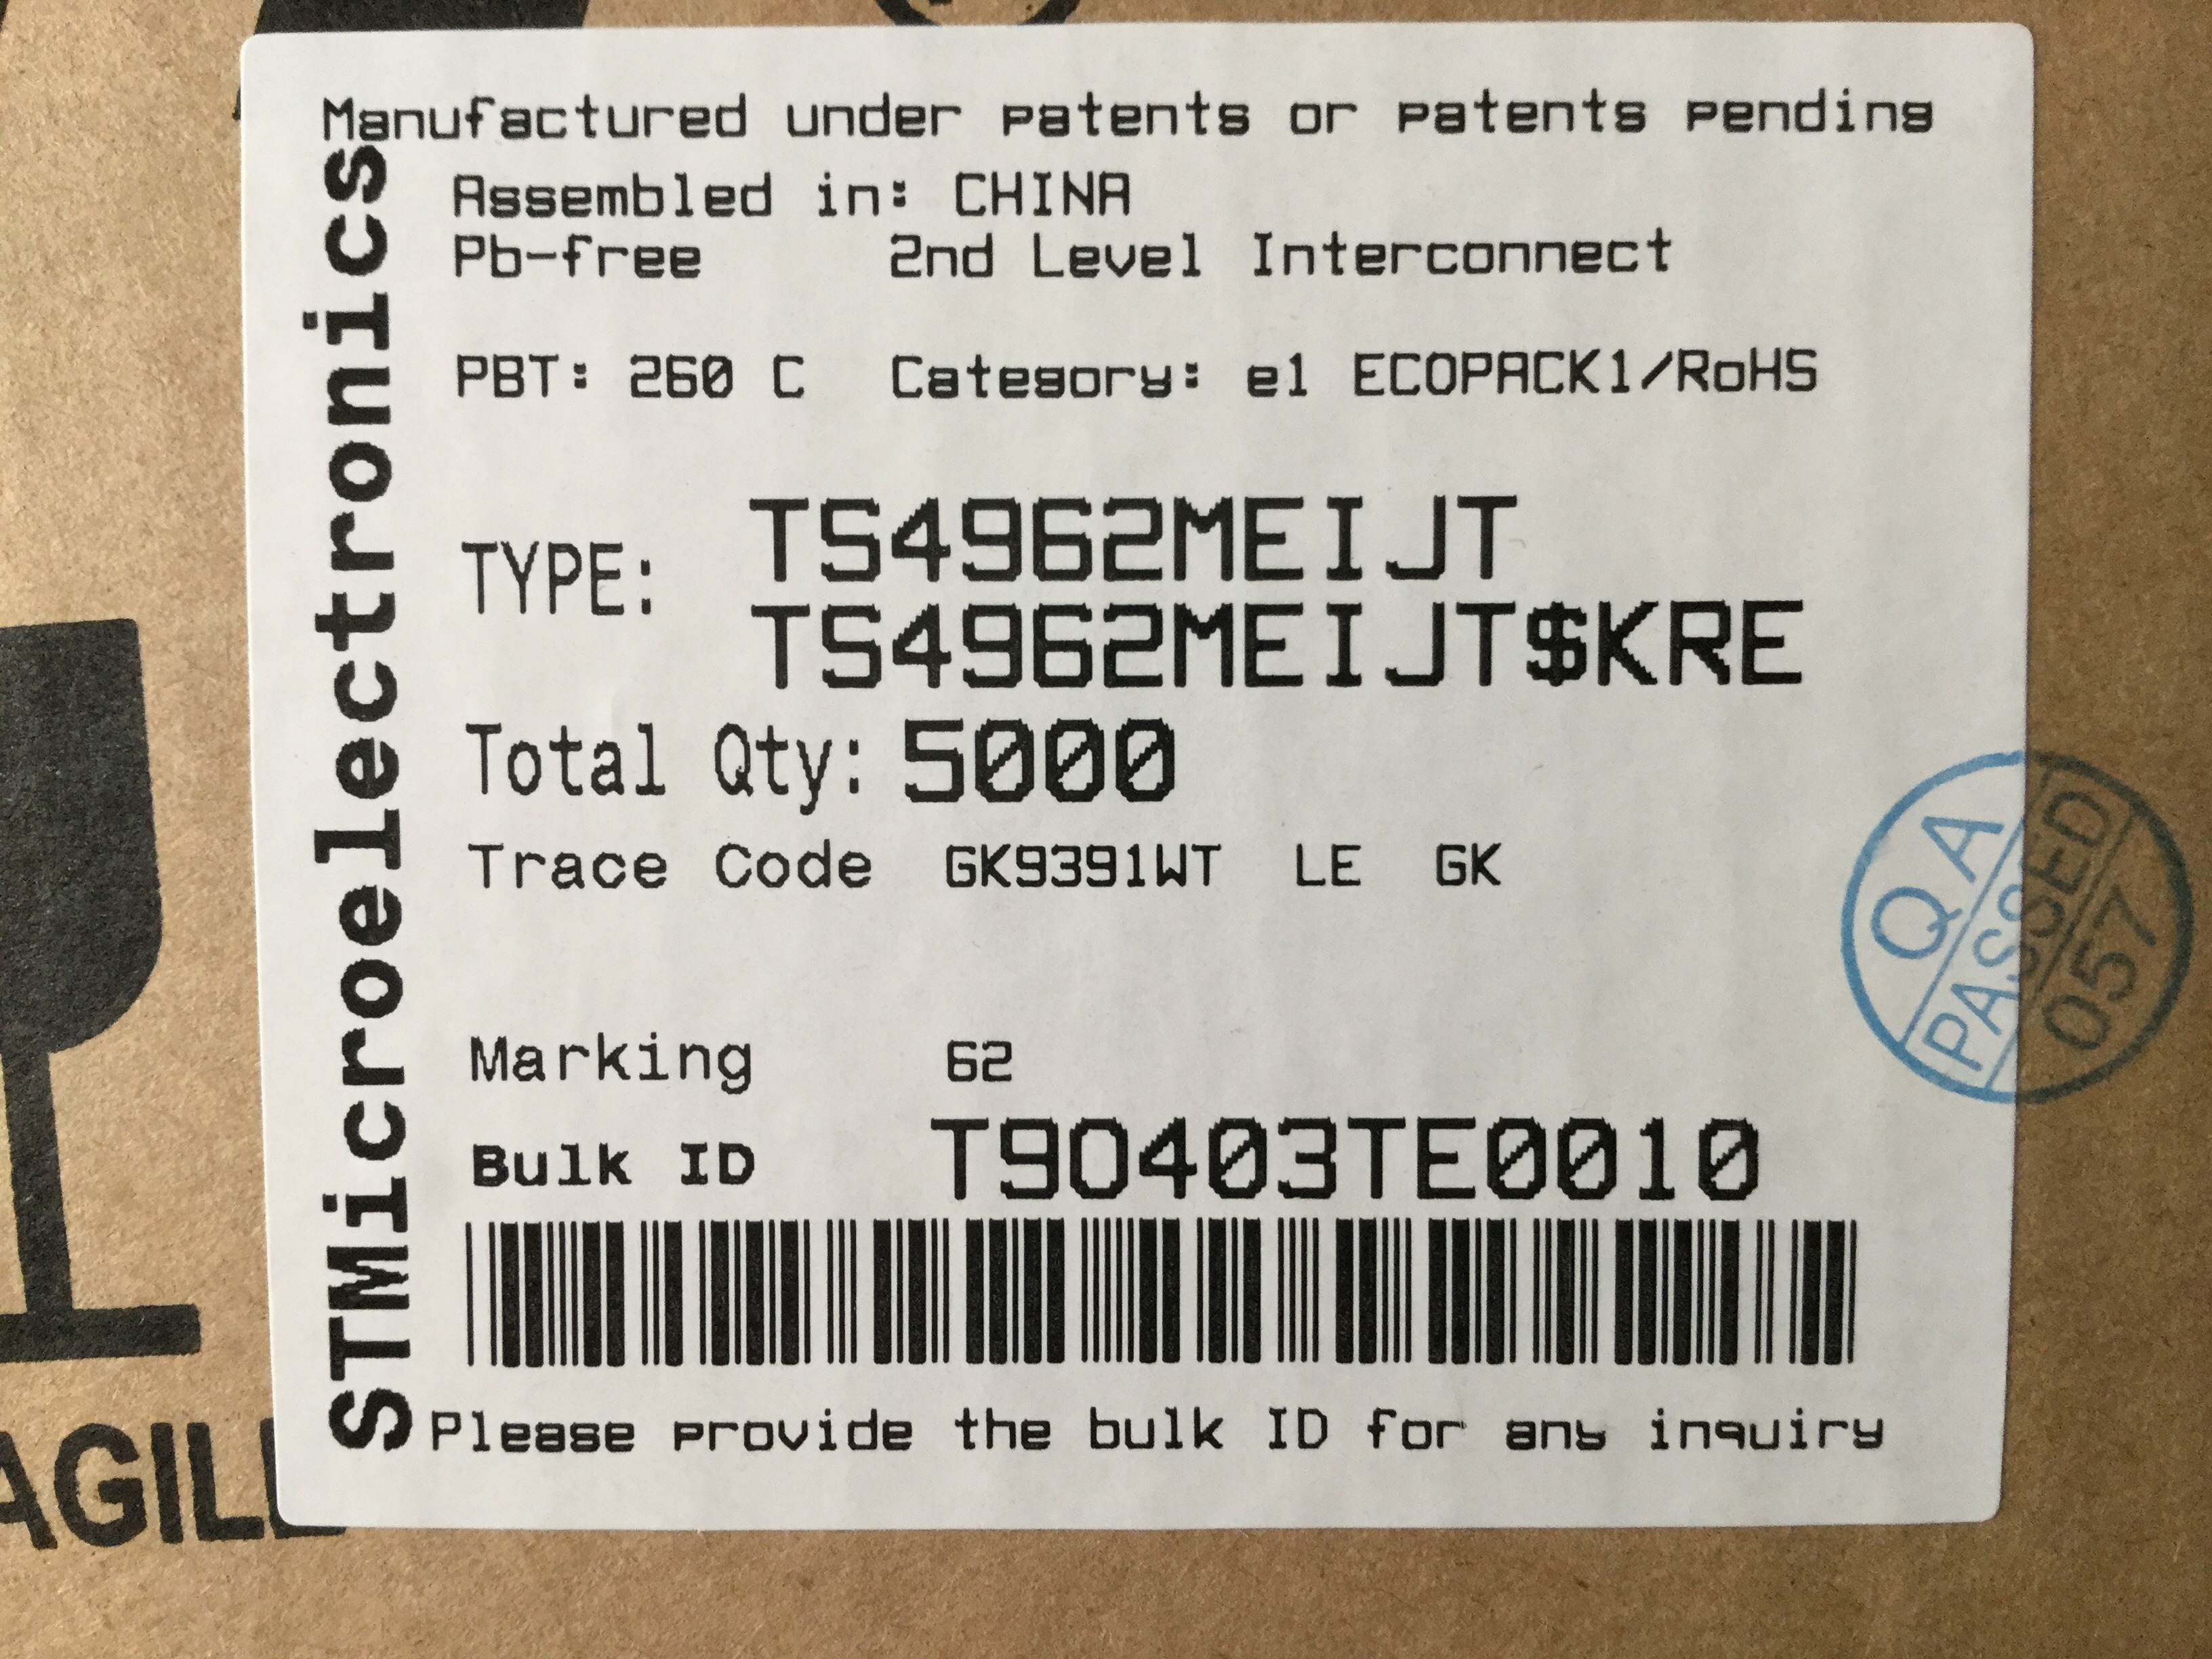 Manufactured under patents or patents pending
STMicroelectronics
Assembled in: CHINA
Pb-free 2nd Level Interconnect
PBT: 260 C Category: e1 ECOPACK1/RoHS
TYPE: TS4962MEIJT
TS4962MEIJT$KRE
Total Qty: 5000
Trace Code GK9391WT LE GK
QA
PASSED
057
Marking 62
Bulk ID T9O403TE0010
Please provide the bulk ID for any inquiry
AGILE